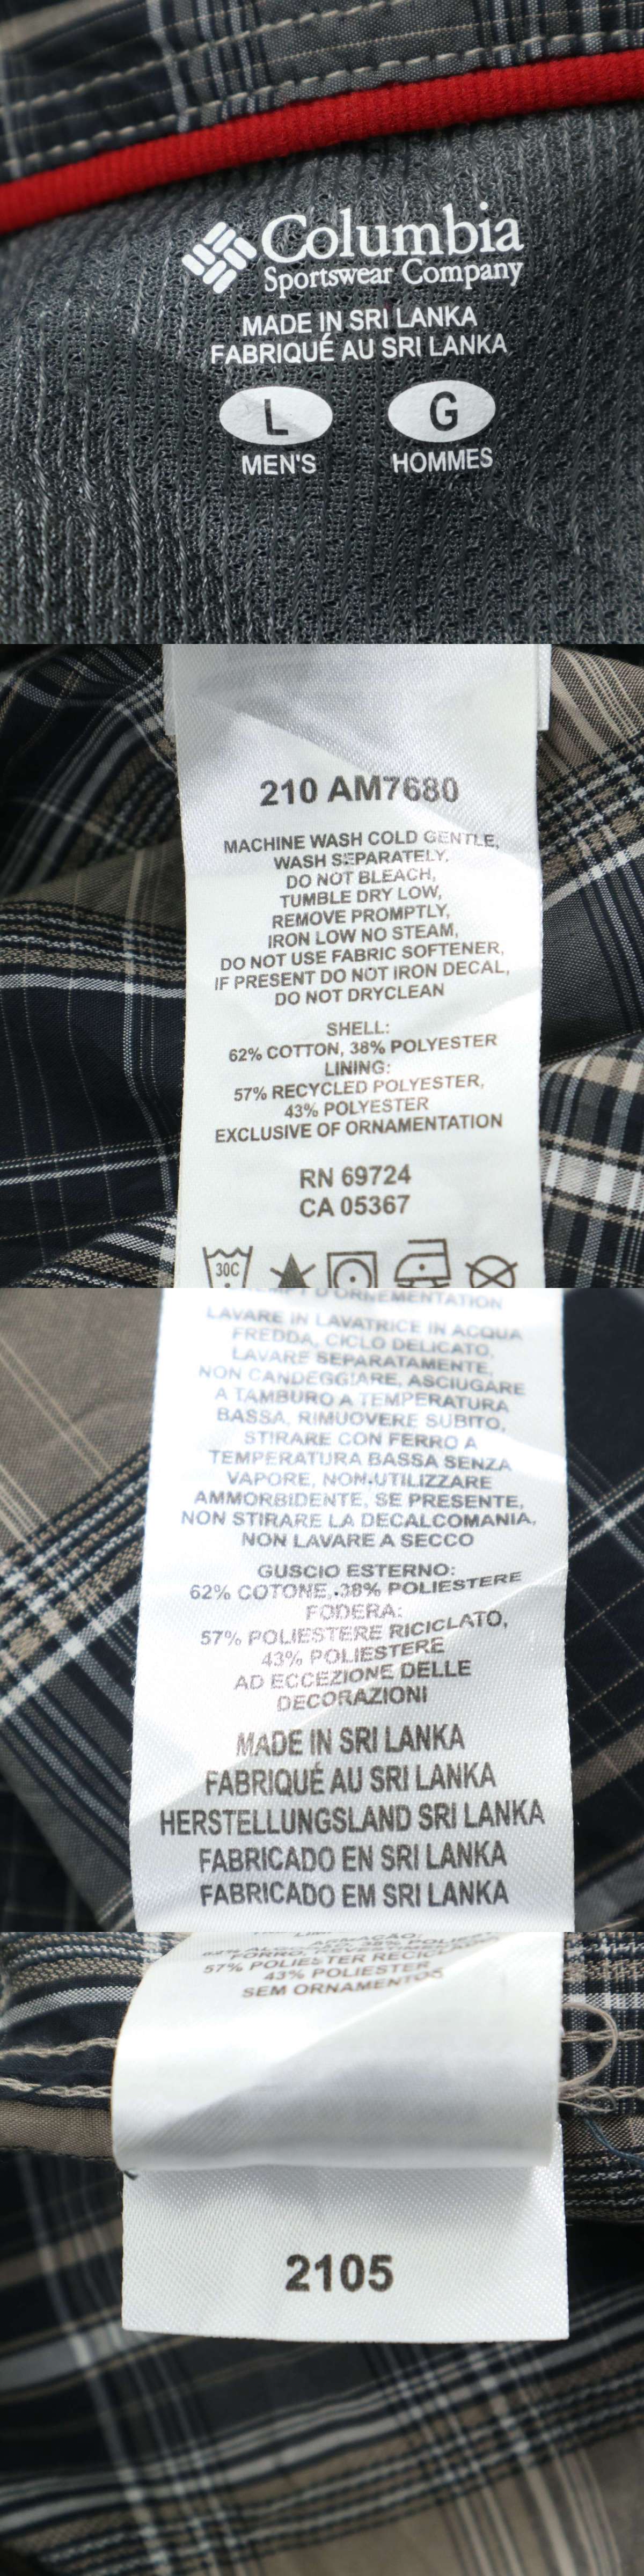 Columbia
Sportswear Company
MADE IN SRI LANKA
FABRIQUÉ AU SRI LANKA
L G
MEN'S HOMMES
210 AM7680
MACHINE WASH COLD GENTLE,
WASH SEPARATELY,
DO NOT BLEACH,
TUMBLE DRY LOW,
REMOVE PROMPTLY,
IRON LOW NO STEAM,
DO NOT USE FABRIC SOFTENER,
IF PRESENT DO NOT IRON DECAL,
DO NOT DRYCLEAN
SHELL:
62% COTTON, 38% POLYESTER
LINING:
57% RECYCLED POLYESTER,
43% POLYESTER
EXCLUSIVE OF ORNAMENTATION
RN 69724
CA 05367
30C
D'ORNEMENTATION
LAVARE IN LAVATRICE IN ACQUA
FREDDA, CICLO DELICATO,
LAVARE SEPARATAMENTE,
NON CANDEGGIARE, ASCIUGARE
A TAMBURO A TEMPERATURA
BASSA, RIMUOVERE SUBITO,
STIRARE CON FERRO A
TEMPERATURA BASSA SENZA
VAPORE, NON UTILIZZARE
AMMORBIDENTE, SE PRESENTE,
NON STIRARE LA DECALCOMANIA,
NON LAVARE A SECCO
GUSCIO ESTERNO:
62% COTONE, 38% POLIESTERE
FODERA:
57% POLIESTERE RICICLATO,
43% POLIESTERE
AD ECCEZIONE DELLE
DECORAZIONI
MADE IN SRI LANKA
FABRIQUÉ AU SRI LANKA
HERSTELLUNGSLAND SRI LANKA
FABRICADO EN SRI LANKA
FABRICADO EM SRI LANKA
57% POLIESTER
43% POLIESTER
SEM ORNAMENTOS
2105